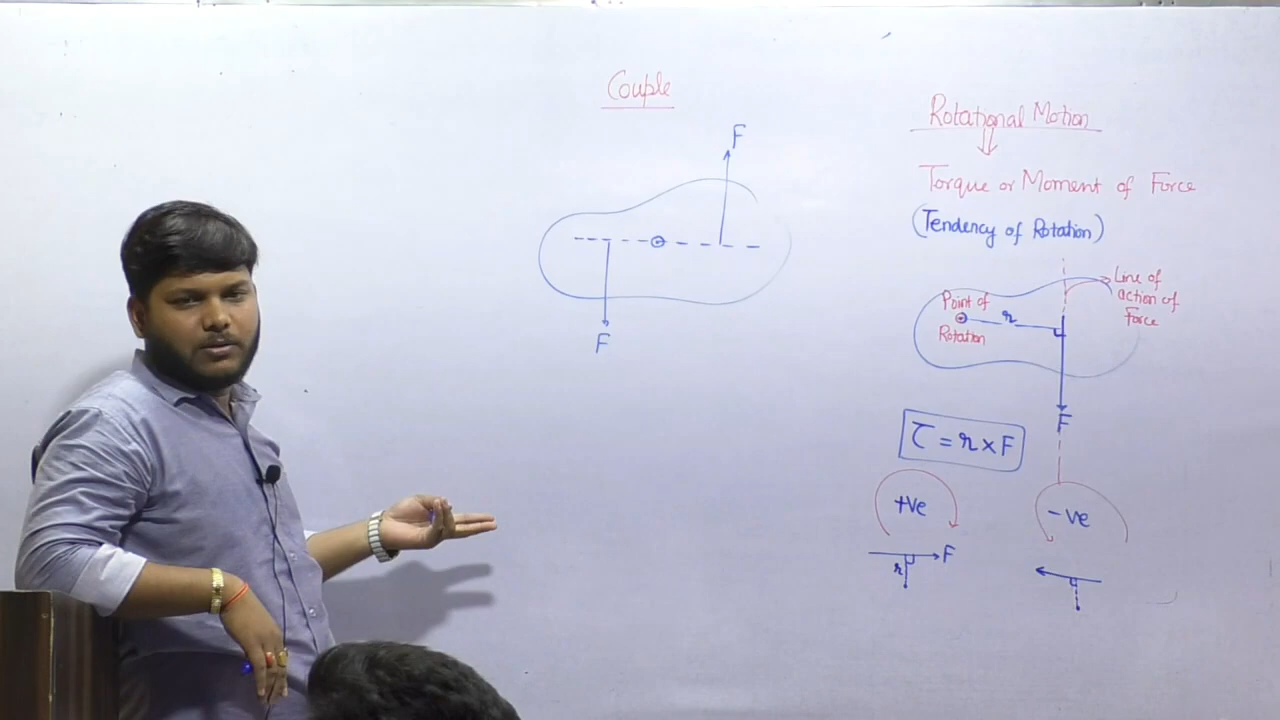 Couple
F
F
Rotational Motion
⇓
Torque or Moment of Force
(Tendency of Rotation)
Line of
action of
Force
Point of
Rotation
r
F
τ = r × F
+ve
-ve
F
r